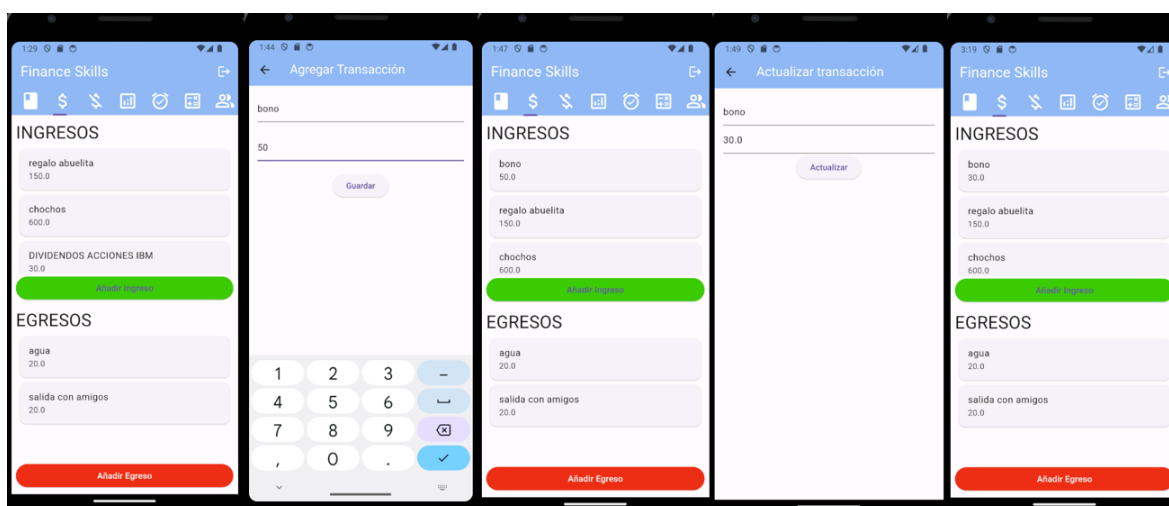 1:29
Finance Skills
INGRESOS
regalo abuelita
150.0
chochos
600.0
DIVIDENDOS ACCIONES IBM
30.0
Añadir Ingreso
EGRESOS
agua
20.0
salida con amigos
20.0
Añadir Egreso
1:44
Agregar Transacción
bono
50
Guardar
1 2 3 –
4 5 6
7 8 9
, 0 .
1:47
Finance Skills
INGRESOS
bono
50.0
regalo abuelita
150.0
chochos
600.0
Añadir Ingreso
EGRESOS
agua
20.0
salida con amigos
20.0
Añadir Egreso
1:49
Actualizar transacción
bono
30.0
Actualizar
3:19
Finance Skills
INGRESOS
bono
30.0
regalo abuelita
150.0
chochos
600.0
Añadir Ingreso
EGRESOS
agua
20.0
salida con amigos
20.0
Añadir Egreso